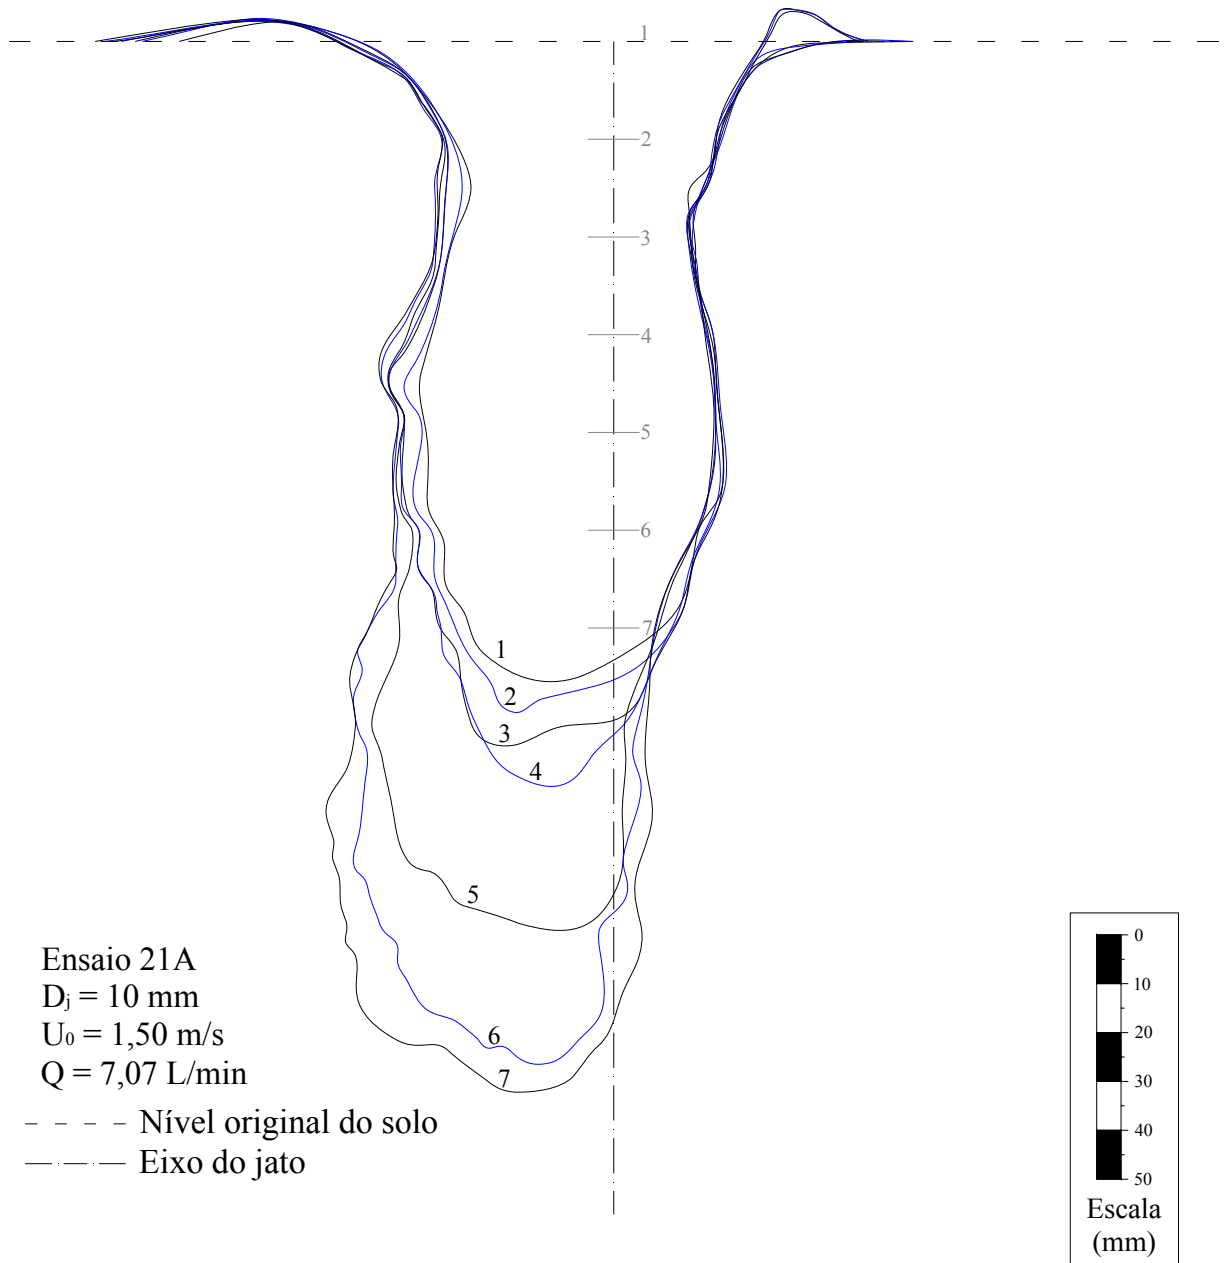 1
2
3
4
5
6
7
1
2
3
4
5
6
7
Ensaio 21A
Dj = 10 mm
U0 = 1,50 m/s
Q = 7,07 L/min
Nível original do solo
Eixo do jato
0
10
20
30
40
50
Escala
(mm)